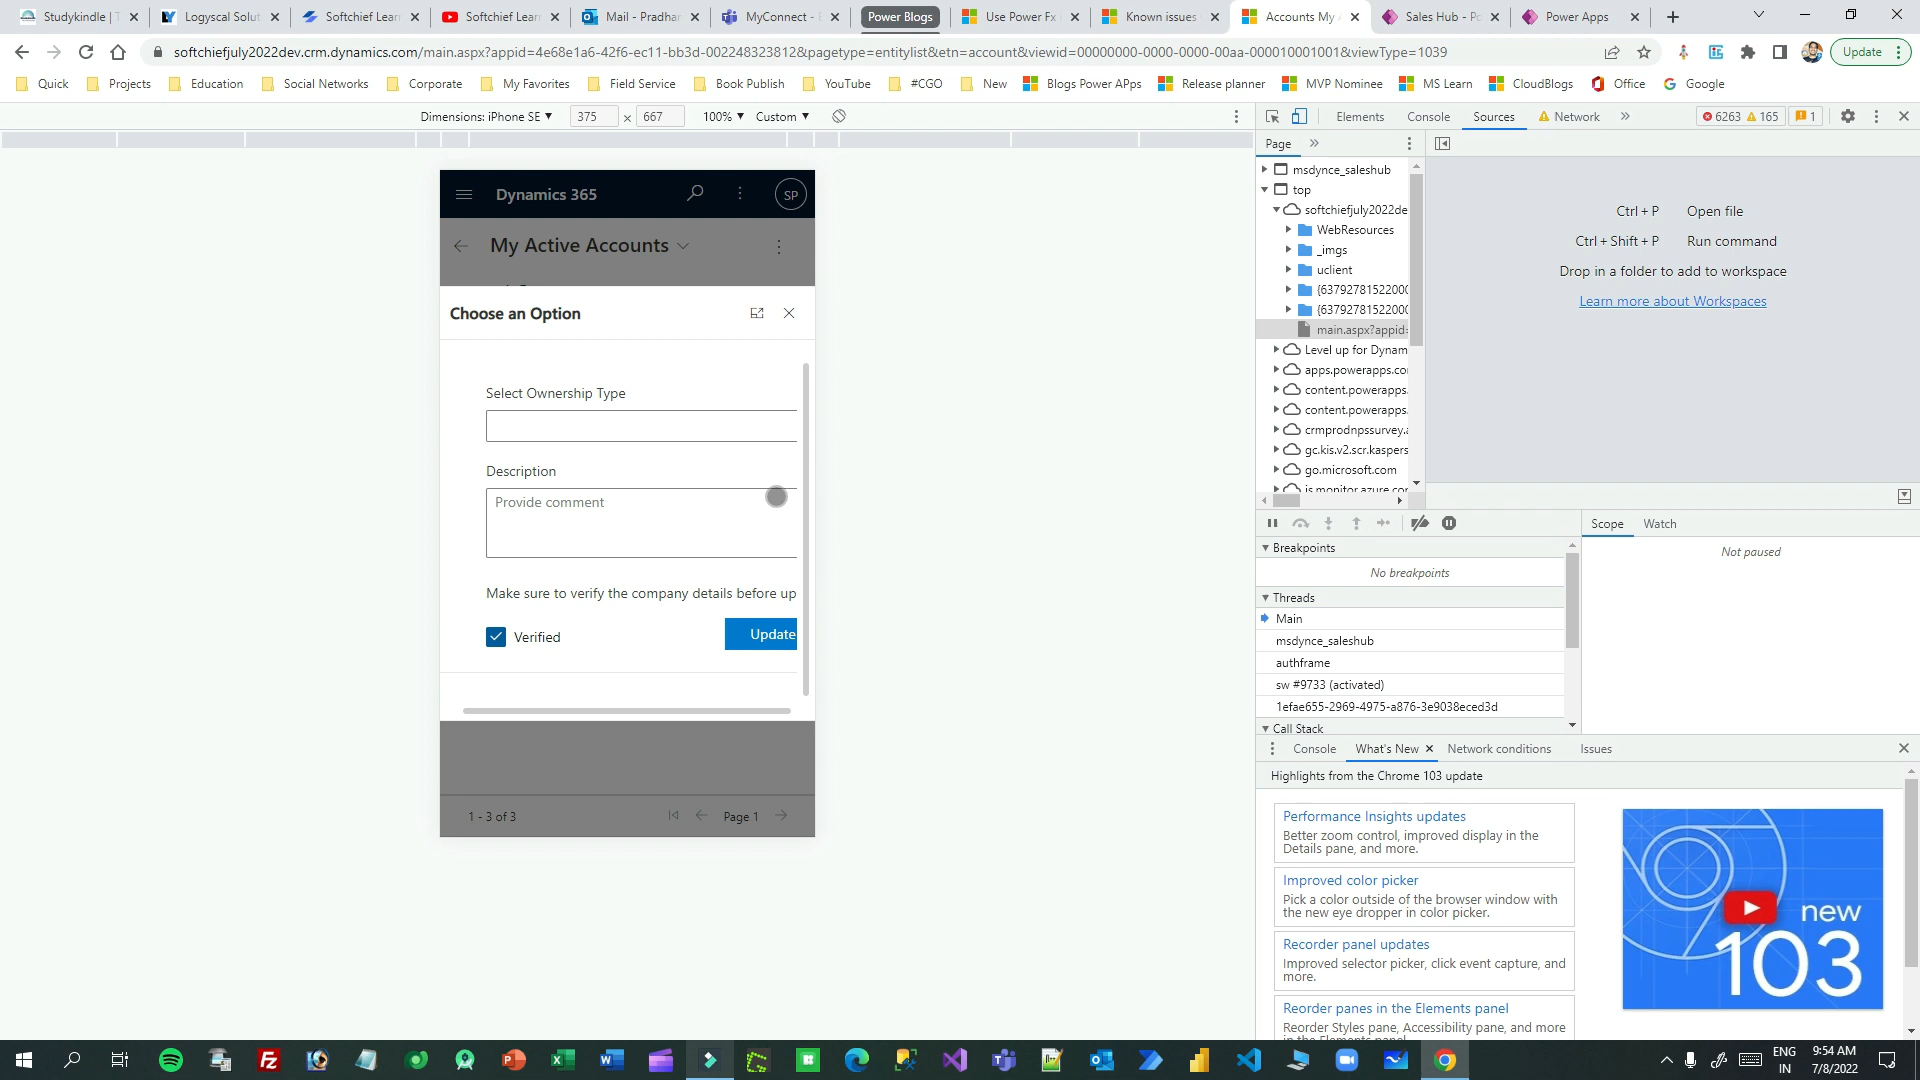 Studykindle | T
Logyscal Solut
Softchief Lear
Softchief Lear
Mail - Pradhar
MyConnect -
Power Blogs
Use Power Fx
Known issues
Accounts My
Sales Hub - Po
Power Apps
softchiefjuly2022dev.crm.dynamics.com/main.aspx?appid=4e68e1a6-42f6-ec11-bb3d-002248323812&pagetype=entitylist&etn=account&viewid=00000000-0000-0000-00aa-000010001001&viewType=1039
Update
Quick
Projects
Education
Social Networks
Corporate
My Favorites
Field Service
Book Publish
YouTube
#CGO
New
Blogs Power APps
Release planner
MVP Nominee
MS Learn
CloudBlogs
Office
Google
Dimensions: iPhone SE
375
×
667
100%
Custom
Elements
Console
Sources
Network
6263
165
1
Page
msdynce_saleshub
top
softchiefjuly2022de
WebResources
_imgs
uclient
{63792781522000
{63792781522000
main.aspx?appid=
Level up for Dynam
apps.powerapps.co
content.powerapps.
content.powerapps.
crmprodnpssurvey.a
gc.kis.v2.scr.kaspers
go.microsoft.com
js.monitor.azure.cor
Ctrl + P Open file
Ctrl + Shift + P Run command
Drop in a folder to add to workspace
Learn more about Workspaces
Dynamics 365
SP
My Active Accounts
Choose an Option
Select Ownership Type
Description
Provide comment
Make sure to verify the company details before up
Verified
Update
1 - 3 of 3
Page 1
Scope
Watch
Not paused
Breakpoints
No breakpoints
Threads
Main
msdynce_saleshub
authframe
sw #9733 (activated)
1efae655-2969-4975-a876-3e9038eced3d
Call Stack
Console
What's New
Network conditions
Issues
Highlights from the Chrome 103 update
Performance Insights updates
Better zoom control, improved display in the
Details pane, and more.
Improved color picker
Pick a color outside of the browser window with
the new eye dropper in color picker.
Recorder panel updates
Improved selector picker, click event capture, and
more.
Reorder panes in the Elements panel
Reorder Styles pane, Accessibility pane, and more
in the Elements panel.
new
103
ENG
IN
9:54 AM
7/8/2022